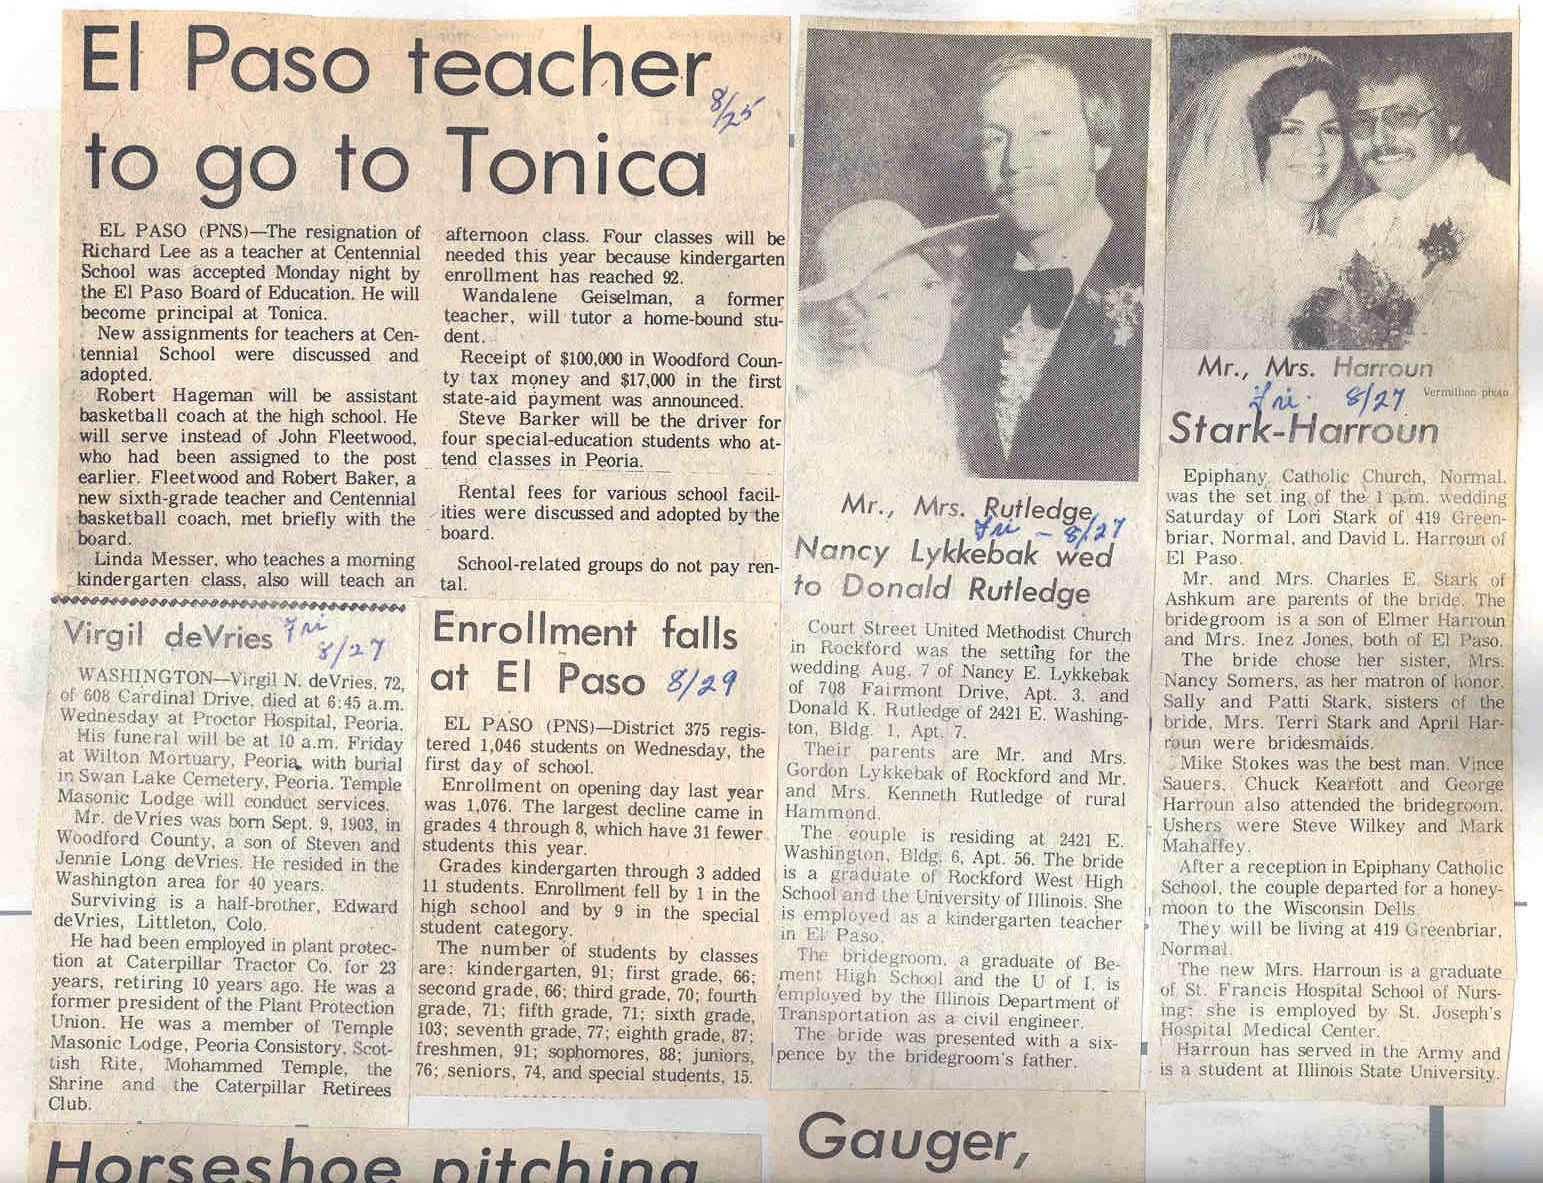 El Paso teacher
8/25
to go to Tonica
EL PASO (PNS)—The resignation of
Richard Lee as a teacher at Centennial
School was accepted Monday night by
the El Paso Board of Education. He will
become principal at Tonica.
New assignments for teachers at Cen-
tennial School were discussed and
adopted.
Robert Hageman will be assistant
basketball coach at the high school. He
will serve instead of John Fleetwood,
who had been assigned to the post
earlier. Fleetwood and Robert Baker, a
new sixth-grade teacher and Centennial
basketball coach, met briefly with the
board.
Linda Messer, who teaches a morning
kindergarten class, also will teach an
afternoon class. Four classes will be
needed this year because kindergarten
enrollment has reached 92.
Wandalene Geiselman, a former
teacher, will tutor a home-bound stu-
dent.
Receipt of $100,000 in Woodford Coun-
ty tax money and $17,000 in the first
state-aid payment was announced.
Steve Barker will be the driver for
four special-education students who at-
tend classes in Peoria.
Rental fees for various school facil-
ities were discussed and adopted by the
board.
School-related groups do not pay ren-
tal.
Virgil deVries Fri
8/27
WASHINGTON—Virgil N. deVries, 72,
of 608 Cardinal Drive, died at 6:45 a.m.
Wednesday at Proctor Hospital, Peoria.
His funeral will be at 10 a.m. Friday
at Wilton Mortuary, Peoria, with burial
in Swan Lake Cemetery, Peoria. Temple
Masonic Lodge will conduct services.
Mr. deVries was born Sept. 9, 1903, in
Woodford County, a son of Steven and
Jennie Long deVries. He resided in the
Washington area for 40 years.
Surviving is a half-brother, Edward
deVries, Littleton, Colo.
He had been employed in plant protec-
tion at Caterpillar Tractor Co. for 23
years, retiring 10 years ago. He was a
former president of the Plant Protection
Union. He was a member of Temple
Masonic Lodge, Peoria Consistory, Scot-
tish Rite, Mohammed Temple, the
Shrine and the Caterpillar Retirees
Club.
Enrollment falls
at El Paso 8/29
EL PASO (PNS)—District 375 regis-
tered 1,046 students on Wednesday, the
first day of school.
Enrollment on opening day last year
was 1,076. The largest decline came in
grades 4 through 8, which have 31 fewer
students this year.
Grades kindergarten through 3 added
11 students. Enrollment fell by 1 in the
high school and by 9 in the special
student category.
The number of students by classes
are: kindergarten, 91; first grade, 66;
second grade, 66; third grade, 70; fourth
grade, 71; fifth grade, 71; sixth grade,
103; seventh grade, 77; eighth grade, 87;
freshmen, 91; sophomores, 88; juniors,
76; seniors, 74, and special students, 15.
Mr., Mrs. Rutledge
Fri - 8/27
Nancy Lykkebak wed
to Donald Rutledge
Court Street United Methodist Church
in Rockford was the setting for the
wedding Aug. 7 of Nancy E. Lykkebak
of 708 Fairmont Drive, Apt. 3, and
Donald K. Rutledge of 2421 E. Washing-
ton, Bldg. 1, Apt. 7.
Their parents are Mr. and Mrs.
Gordon Lykkebak of Rockford and Mr.
and Mrs. Kenneth Rutledge of rural
Hammond.
The couple is residing at 2421 E.
Washington, Bldg. 6, Apt. 56. The bride
is a graduate of Rockford West High
School and the University of Illinois. She
is employed as a kindergarten teacher
in El Paso.
The bridegroom, a graduate of Be-
ment High School and the U of I, is
employed by the Illinois Department of
Transportation as a civil engineer.
The bride was presented with a six-
pence by the bridegroom's father.
Mr., Mrs. Harroun
Fri. 8/27 Vermillion photo
Stark-Harroun
Epiphany Catholic Church, Normal,
was the set ing of the 1 p.m. wedding
Saturday of Lori Stark of 419 Green-
briar, Normal, and David L. Harroun of
El Paso.
Mr. and Mrs. Charles E. Stark of
Ashkum are parents of the bride. The
bridegroom is a son of Elmer Harroun
and Mrs. Inez Jones, both of El Paso.
The bride chose her sister, Mrs.
Nancy Somers, as her matron of honor.
Sally and Patti Stark, sisters of the
bride, Mrs. Terri Stark and April Har-
roun were bridesmaids.
Mike Stokes was the best man. Vince
Sauers, Chuck Kearfott and George
Harroun also attended the bridegroom.
Ushers were Steve Wilkey and Mark
Mahaffey.
After a reception in Epiphany Catholic
School, the couple departed for a honey-
moon to the Wisconsin Dells.
They will be living at 419 Greenbriar,
Normal.
The new Mrs. Harroun is a graduate
of St. Francis Hospital School of Nurs-
ing; she is employed by St. Joseph's
Hospital Medical Center.
Harroun has served in the Army and
is a student at Illinois State University.
Horseshoe pitching
Gauger,